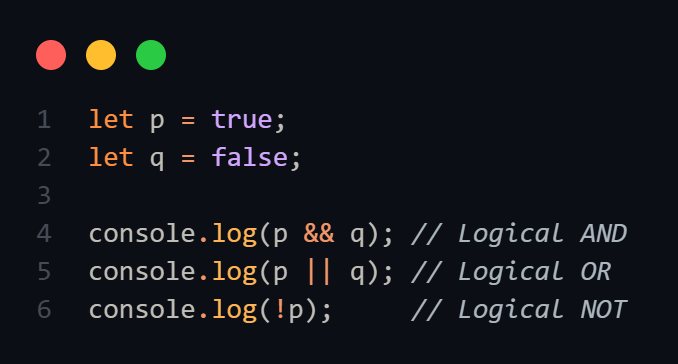 1 let p = true;
2 let q = false;
3
4 console.log(p && q); // Logical AND
5 console.log(p || q); // Logical OR
6 console.log(!p);     // Logical NOT